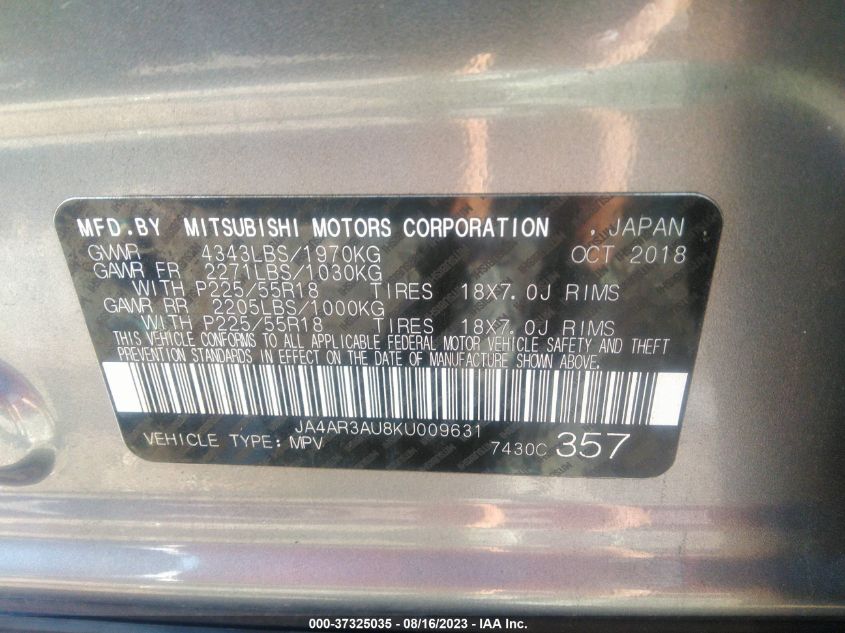 MFD.BY MITSUBISHI MOTORS CORPORATION , JAPAN
GVWR 4343LBS/1970KG OCT 2018
GAWR FR 2271LBS/1030KG
WITH P225/55R18 TIRES 18X7.0J RIMS
GAWR RR 2205LBS/1000KG
WITH P225/55R18 TIRES 18X7.0J RIMS
THIS VEHICLE CONFORMS TO ALL APPLICABLE FEDERAL MOTOR VEHICLE SAFETY AND THEFT
PREVENTION STANDARDS IN EFFECT ON THE DATE OF MANUFACTURE SHOWN ABOVE.
JA4AR3AU8KU009631
VEHICLE TYPE: MPV 7430C 357
000-37325035 - 08/16/2023 - IAA Inc.